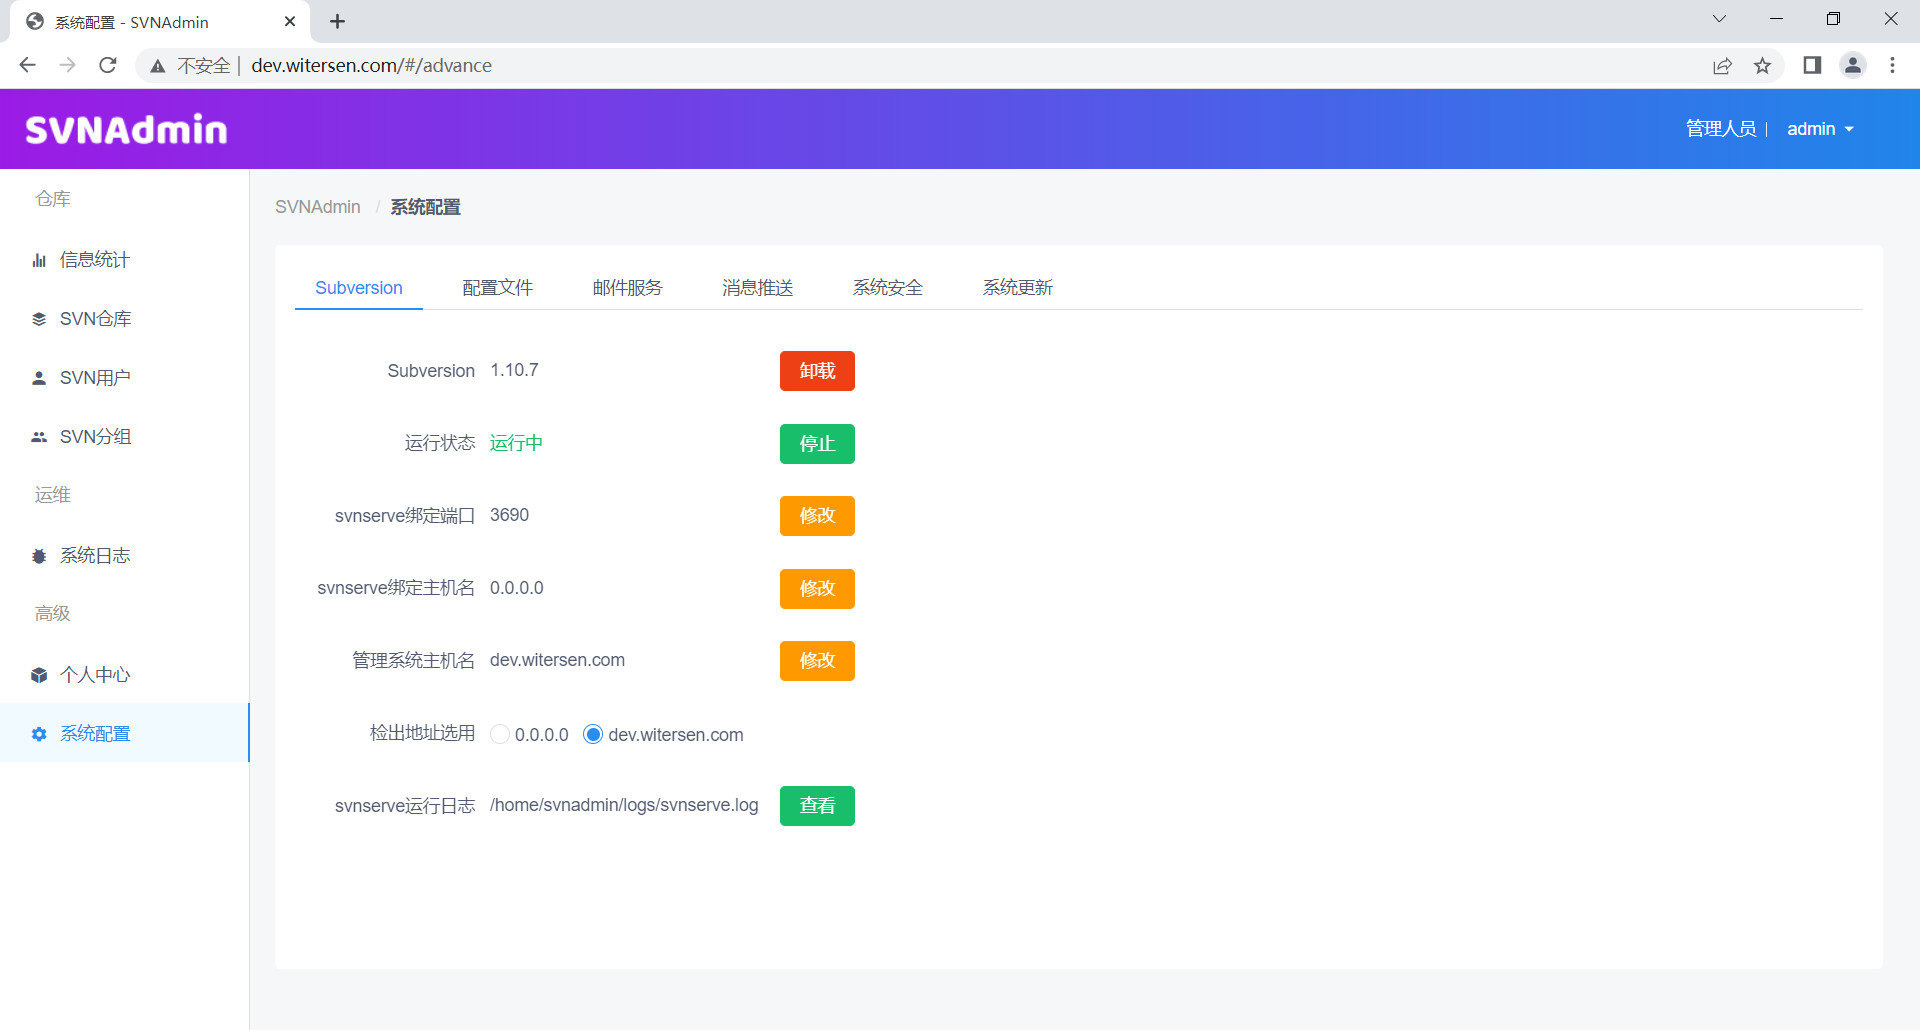 系统配置 - SVNAdmin
不安全 | dev.witersen.com/#/advance
SVNAdmin
管理人员 | admin
仓库
信息统计
SVN仓库
SVN用户
SVN分组
运维
系统日志
高级
个人中心
系统配置
SVNAdmin / 系统配置
Subversion 配置文件 邮件服务 消息推送 系统安全 系统更新
Subversion 1.10.7 卸载
运行状态 运行中 停止
svnserve绑定端口 3690 修改
svnserve绑定主机名 0.0.0.0 修改
管理系统主机名 dev.witersen.com 修改
检出地址选用 0.0.0.0 dev.witersen.com
svnserve运行日志 /home/svnadmin/logs/svnserve.log 查看